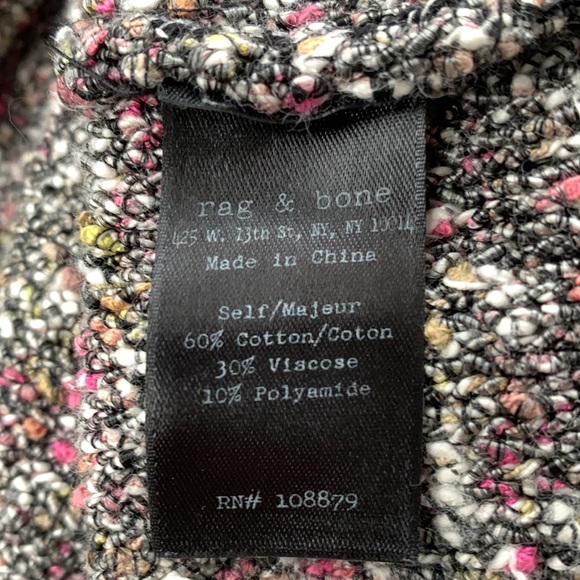 rag & bone
425 W. 13th St, NY, NY 10014
Made in China
Self/Majeur
60% Cotton/Coton
30% Viscose
10% Polyamide
RN# 108879